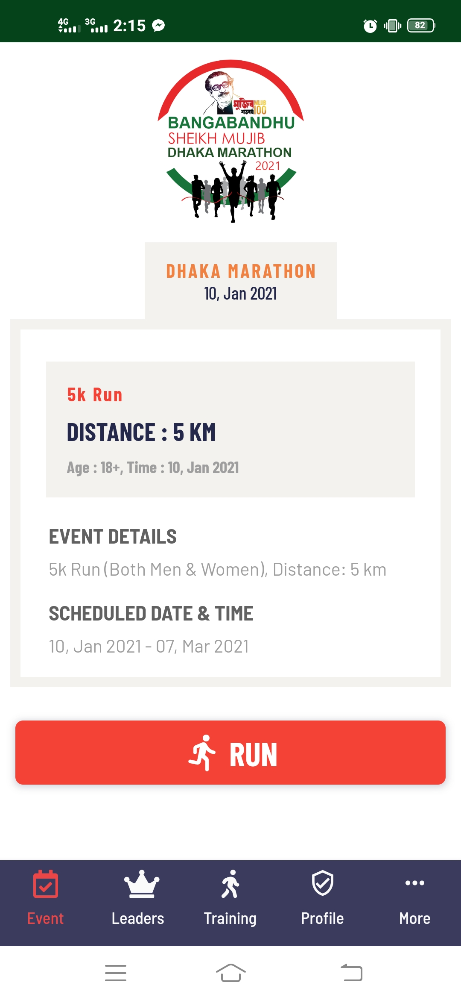 4G 3G 2:15 82
মুজিব MUJIB
শতবর্ষ 100
BANGABANDHU
SHEIKH MUJIB
DHAKA MARATHON
2021
DHAKA MARATHON
10, Jan 2021
5k Run
DISTANCE : 5 KM
Age : 18+, Time : 10, Jan 2021
EVENT DETAILS
5k Run (Both Men & Women), Distance: 5 km
SCHEDULED DATE & TIME
10, Jan 2021 - 07, Mar 2021
RUN
Event Leaders Training Profile More